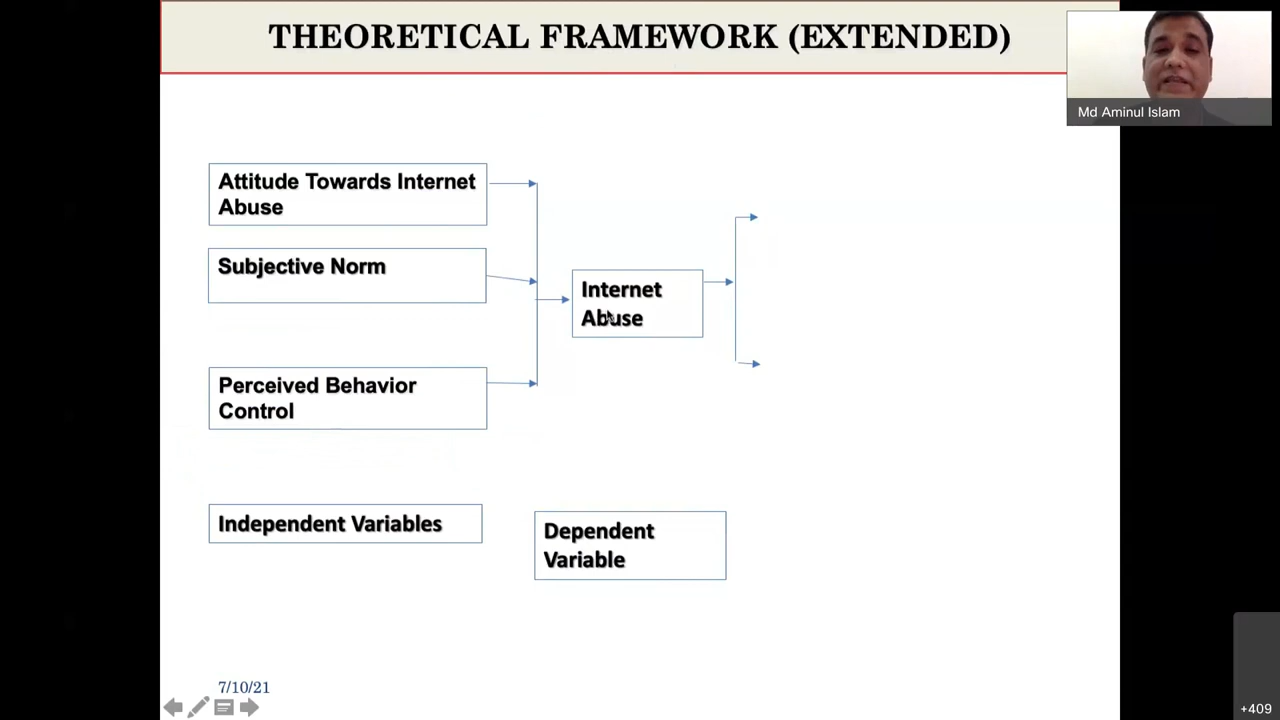 THEORETICAL FRAMEWORK (EXTENDED)
Md Aminul Islam
Attitude Towards Internet
Abuse
Subjective Norm
Internet
Abuse
Perceived Behavior
Control
Independent Variables
Dependent
Variable
7/10/21
+409